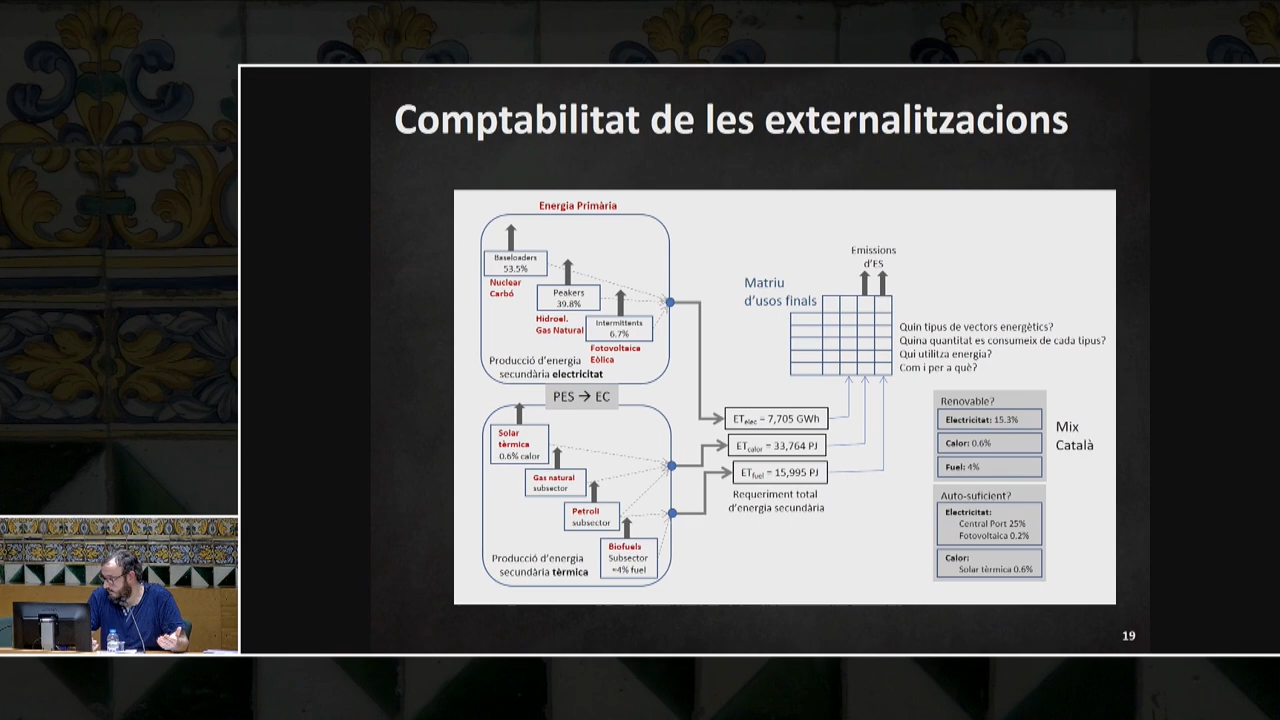 Comptabilitat de les externalitzacions
Energia Primària
Baseloaders
53.5%
Nuclear
Carbó
Peakers
39.8%
Hidroel.
Gas Natural
Intermittents
6.7%
Fotovoltaica
Eòlica
Producció d'energia
secundària electricitat
PES → EC
Solar
tèrmica
0.6% calor
Gas natural
subsector
Petroli
subsector
Biofuels
Subsector
≈4% fuel
Producció d'energia
secundària tèrmica
ETelec = 7,705 GWh
ETcalor = 33,764 PJ
ETfuel = 15,995 PJ
Requeriment total
d'energia secundària
Emissions
d'ES
Matriu
d'usos finals
Quin tipus de vectors energètics?
Quina quantitat es consumeix de cada tipus?
Qui utilitza energia?
Com i per a què?
Renovable?
Electricitat: 15.3%
Calor: 0.6%
Fuel: 4%
Mix
Català
Auto-suficient?
Electricitat:
Central Port 25%
Fotovoltaica 0.2%
Calor:
Solar tèrmica 0.6%
19